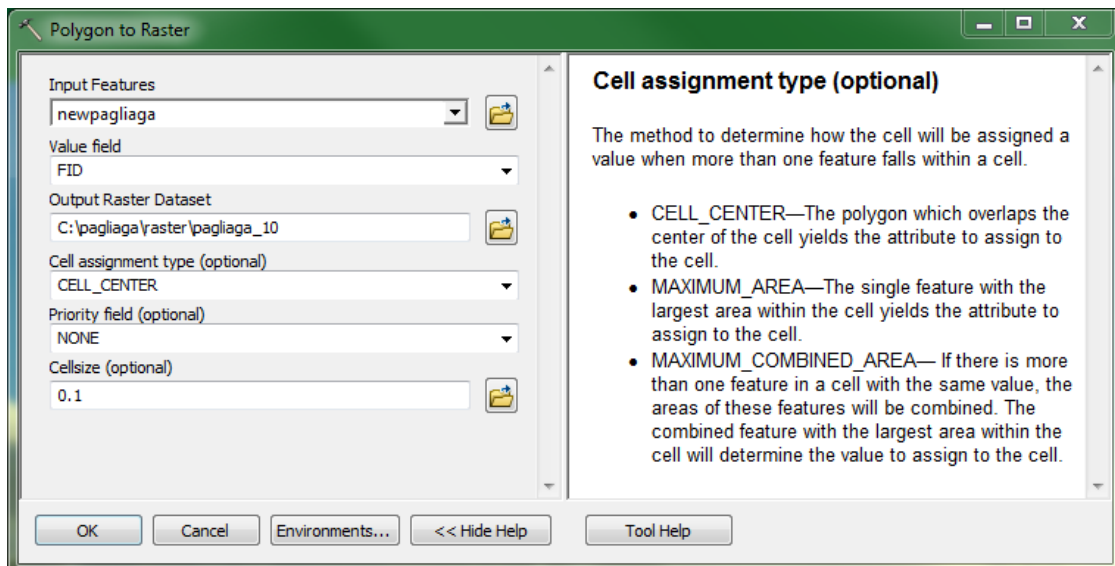 Polygon to Raster
Input Features
newpagliaga
Value field
FID
Output Raster Dataset
C:\pagliaga\raster\pagliaga_10
Cell assignment type (optional)
CELL_CENTER
Priority field (optional)
NONE
Cellsize (optional)
0.1
Cell assignment type (optional)
The method to determine how the cell will be assigned a
value when more than one feature falls within a cell.
• CELL_CENTER—The polygon which overlaps the
center of the cell yields the attribute to assign to
the cell.
• MAXIMUM_AREA—The single feature with the
largest area within the cell yields the attribute to
assign to the cell.
• MAXIMUM_COMBINED_AREA— If there is more
than one feature in a cell with the same value, the
areas of these features will be combined. The
combined feature with the largest area within the
cell will determine the value to assign to the cell.
OK
Cancel
Environments...
<< Hide Help
Tool Help